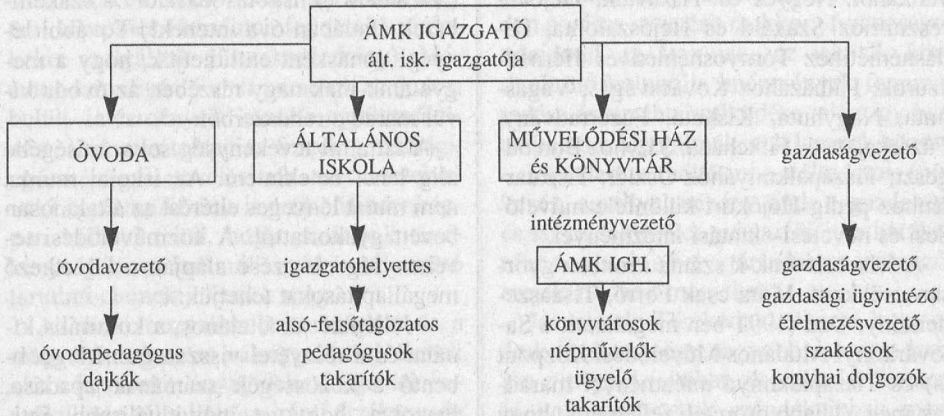 ÁMK IGAZGATÓ
ált. isk. igazgatója
ÓVODA
ÁLTALÁNOS
ISKOLA
MŰVELŐDÉSI HÁZ
és KÖNYVTÁR
gazdaságvezető
intézményvezető
óvodavezető
igazgatóhelyettes
ÁMK IGH
gazdaságvezető
óvodapedagógus
dajkák
alsó-felsőtagozatos
pedagógusok
takarítók
könyvtárosok
népművelők
ügyelő
takarítók
gazdasági ügyintéző
élelmezésvezető
szakácsok
konyhai dolgozók